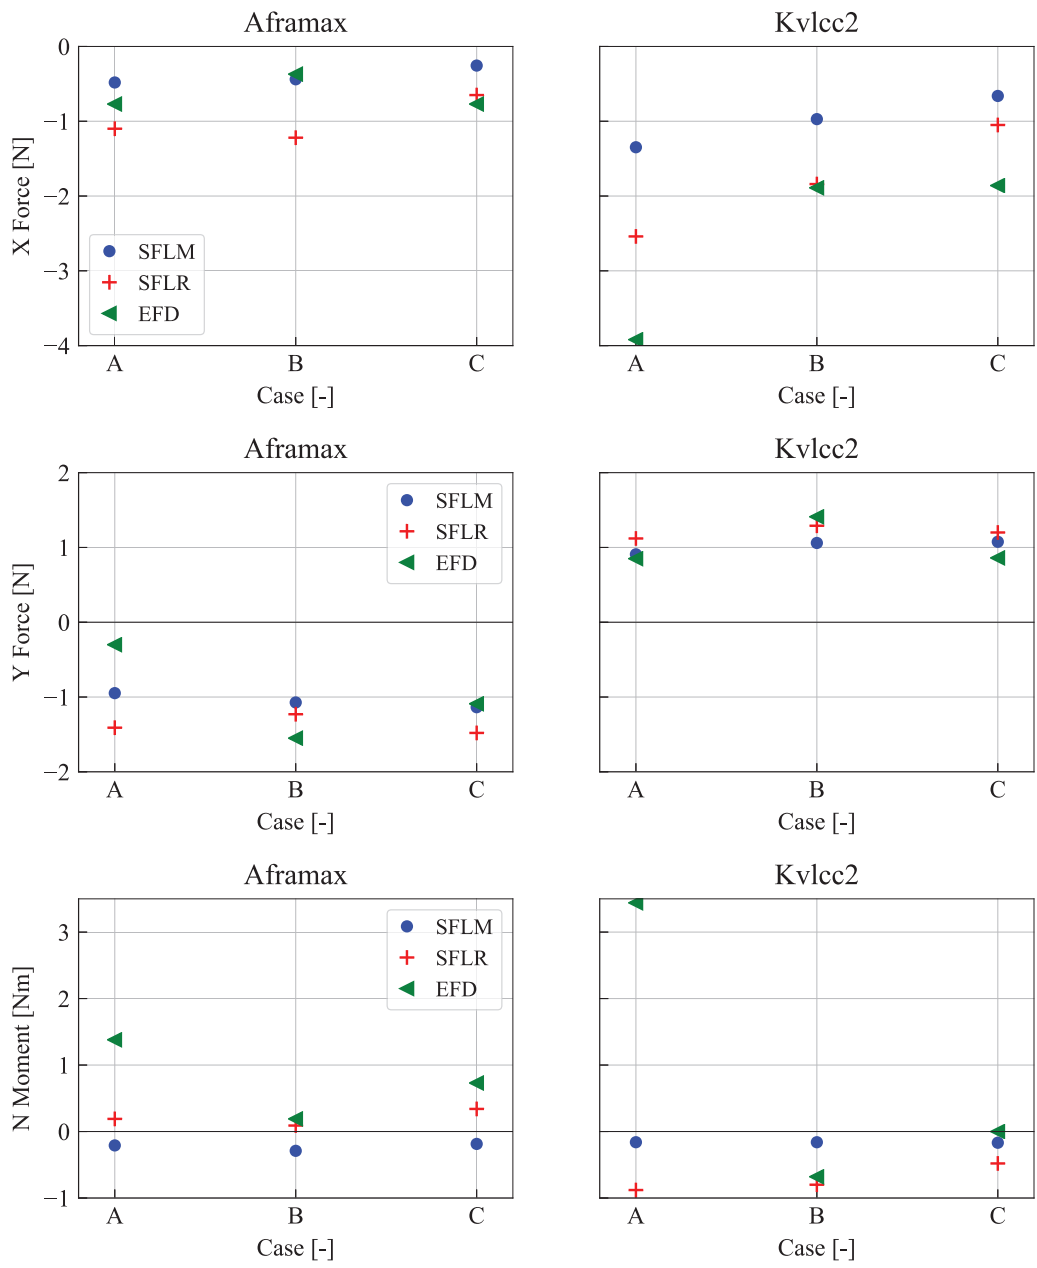 Aframax
Kvlcc2
0
−1
−2
−3
−4
X Force [N]
SFLM
SFLR
EFD
A
B
C
A
B
C
Case [-]
Case [-]
Aframax
Kvlcc2
2
1
0
−1
−2
Y Force [N]
SFLM
SFLR
EFD
A
B
C
A
B
C
Case [-]
Case [-]
Aframax
Kvlcc2
3
2
1
0
−1
N Moment [Nm]
SFLM
SFLR
EFD
A
B
C
A
B
C
Case [-]
Case [-]